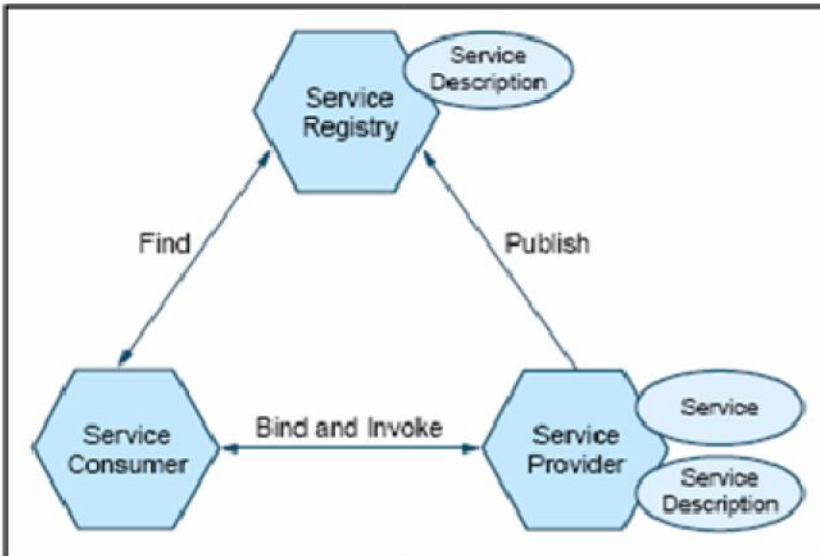 Service
Description
Service
Registry
Find
Publish
Service
Consumer
Bind and Invoke
Service
Provider
Service
Service
Description